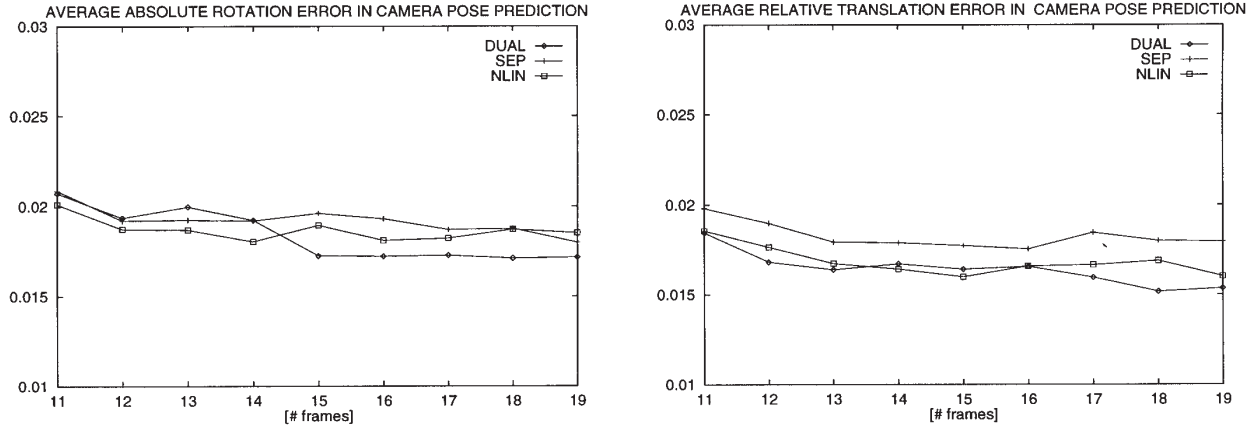 AVERAGE ABSOLUTE ROTATION ERROR IN CAMERA POSE PREDICTION
0.03
0.025
0.02
0.015
0.01
DUAL
SEP
NLIN
11 12 13 14 15 16 17 18 19
[# frames]
AVERAGE RELATIVE TRANSLATION ERROR IN CAMERA POSE PREDICTION
0.03
0.025
0.02
0.015
0.01
DUAL
SEP
NLIN
11 12 13 14 15 16 17 18 19
[# frames]